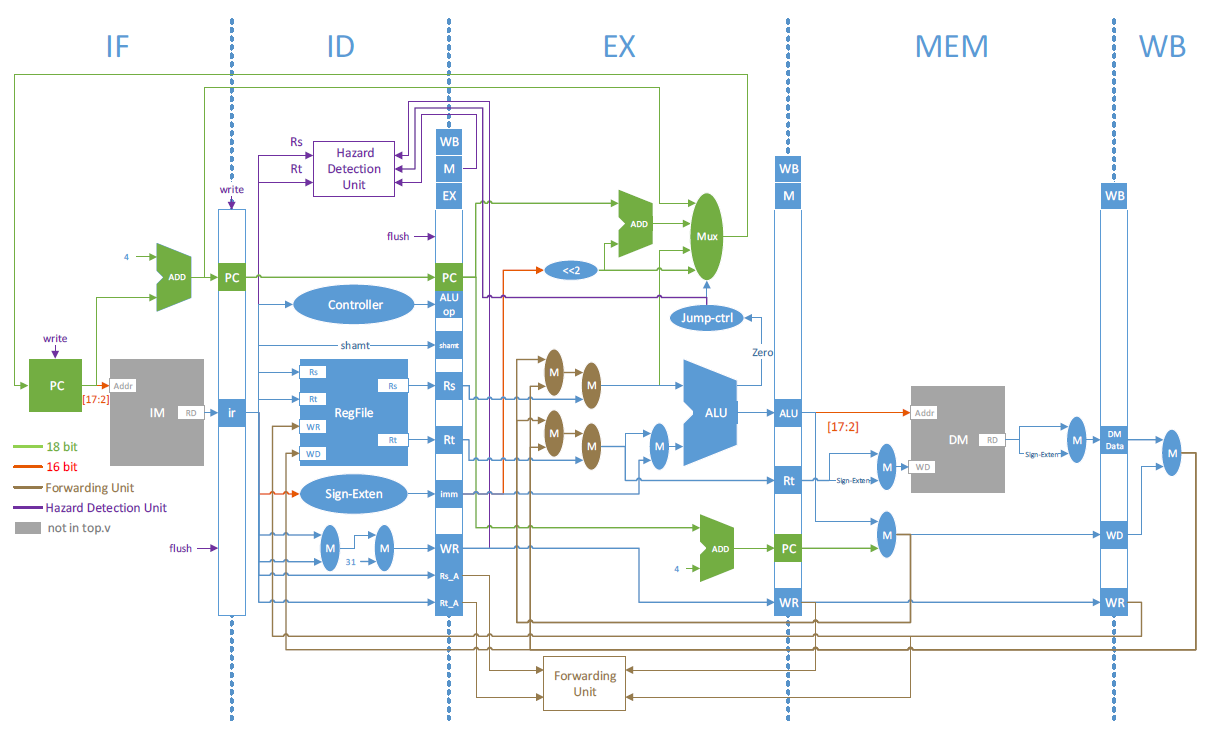 IF
ID
EX
MEM
WB
Rs
Rt
Hazard
Detection
Unit
WB
M
EX
WB
M
WB
write
flush
4
ADD
PC
PC
ADD
Mux
<<2
Controller
ALU
op
Jump-ctrl
shamt
shamt
Zero
write
PC
[17:2]
Addr
IM
RD
ir
Rs
Rt
WR
WD
RegFile
Rs
Rt
Rs
Rt
M
M
M
M
M
ALU
ALU
[17:2]
Addr
DM
RD
WD
M
Sign-Exten
M
Sign-Exten
DM
Data
M
18 bit
16 bit
Forwarding Unit
Hazard Detection Unit
not in top.v
Sign-Exten
imm
Rt
flush
M
M
31
WR
Rs_A
Rt_A
ADD
4
PC
M
WD
WR
WR
Forwarding
Unit